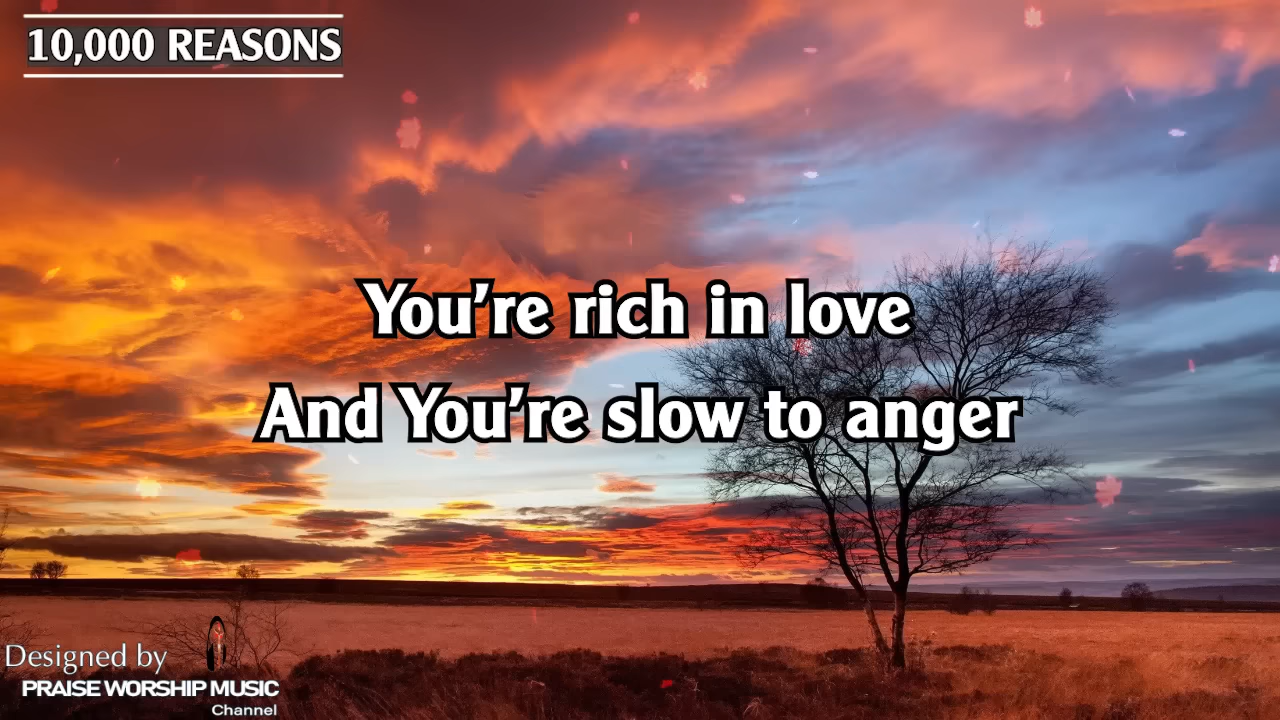 10,000 REASONS
You're rich in love
And You're slow to anger
Designed by
PRAISE WORSHIP MUSIC
Channel